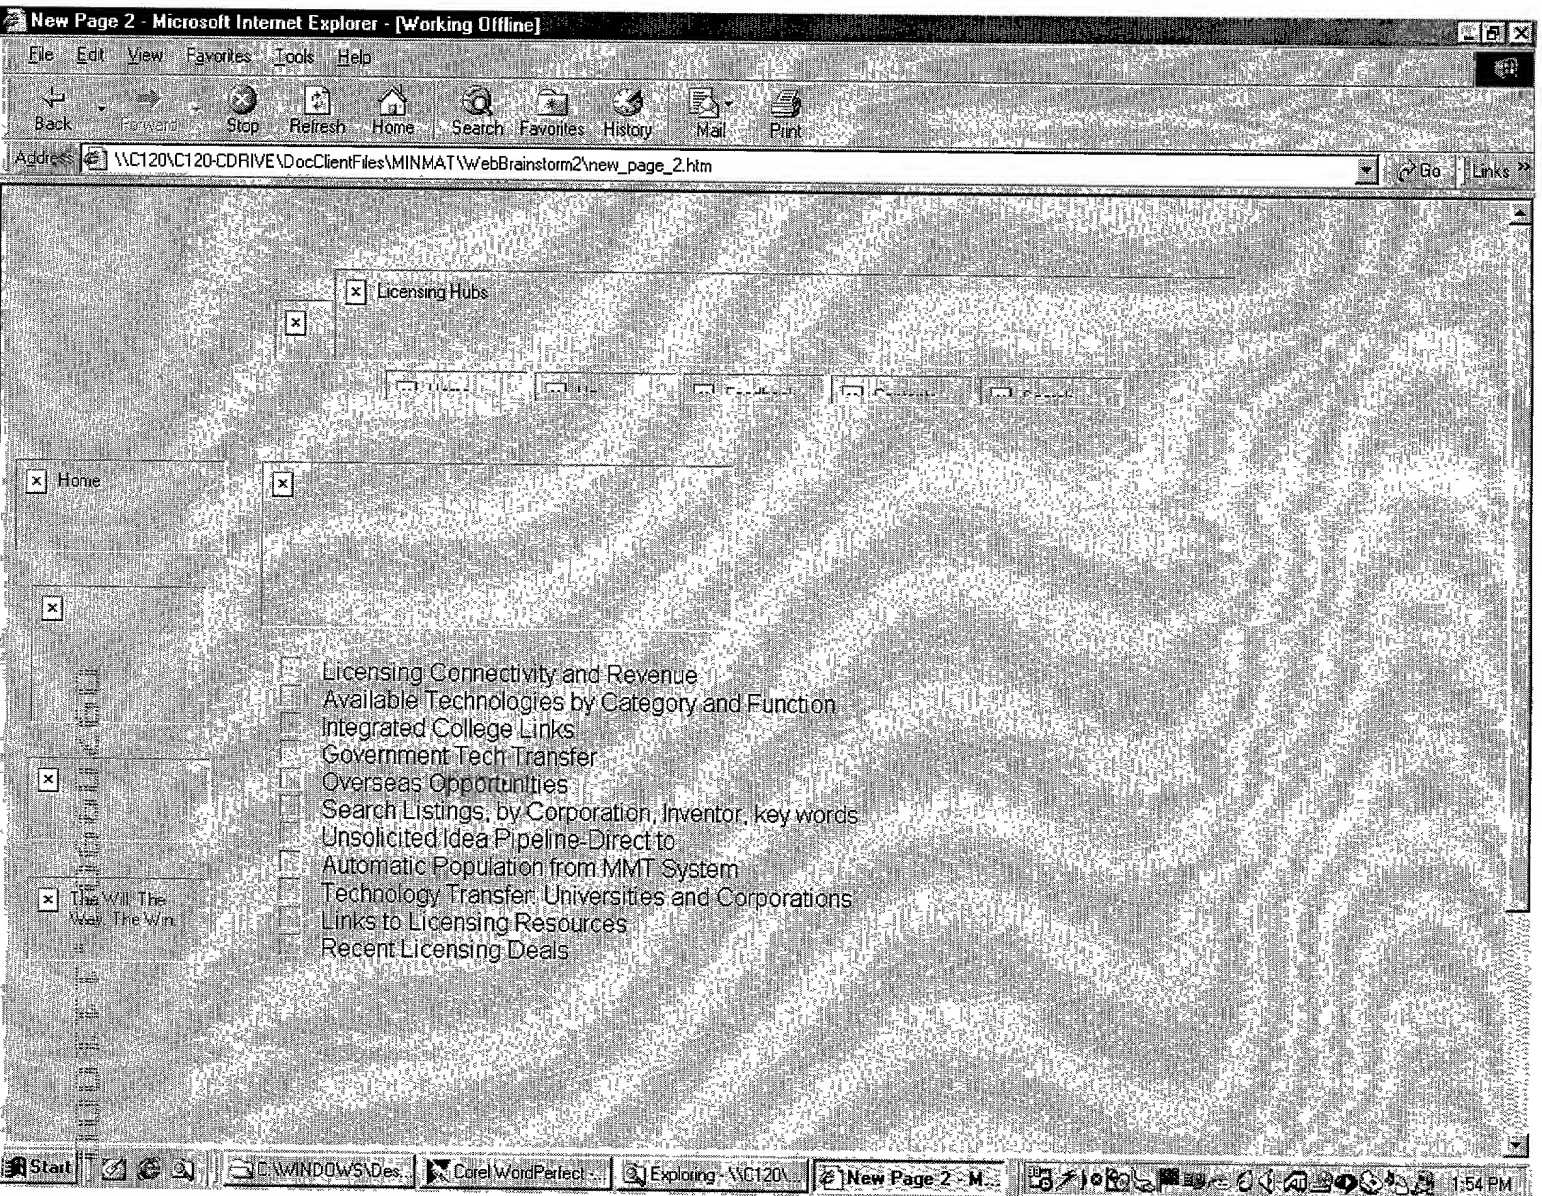 New Page 2 - Microsoft Internet Explorer - [Working Offline]
File Edit View Favorites Tools Help
Back Forward Stop Refresh Home Search Favorites History Mail Print
Address \\C120\C120-CDRIVE\DocClientFiles\MINMAT\WebBrainstorm2\new_page_2.htm Go Links »
Licensing Hubs
Home
Licensing Connectivity and Revenue
Available Technologies by Category and Function
Integrated College Links
Government Tech Transfer
Overseas Opportunities
Search Listings, by Corporation, Inventor, key words
Unsolicited Idea Pipeline-Direct to
Automatic Population from MMT System
Technology Transfer, Universities and Corporations
Links to Licensing Resources
Recent Licensing Deals
The Will. The
Way. The Win.
Start C:\WINDOWS\Des... Corel WordPerfect -... Exploring - \\C120\... New Page 2 - M... 1:54 PM